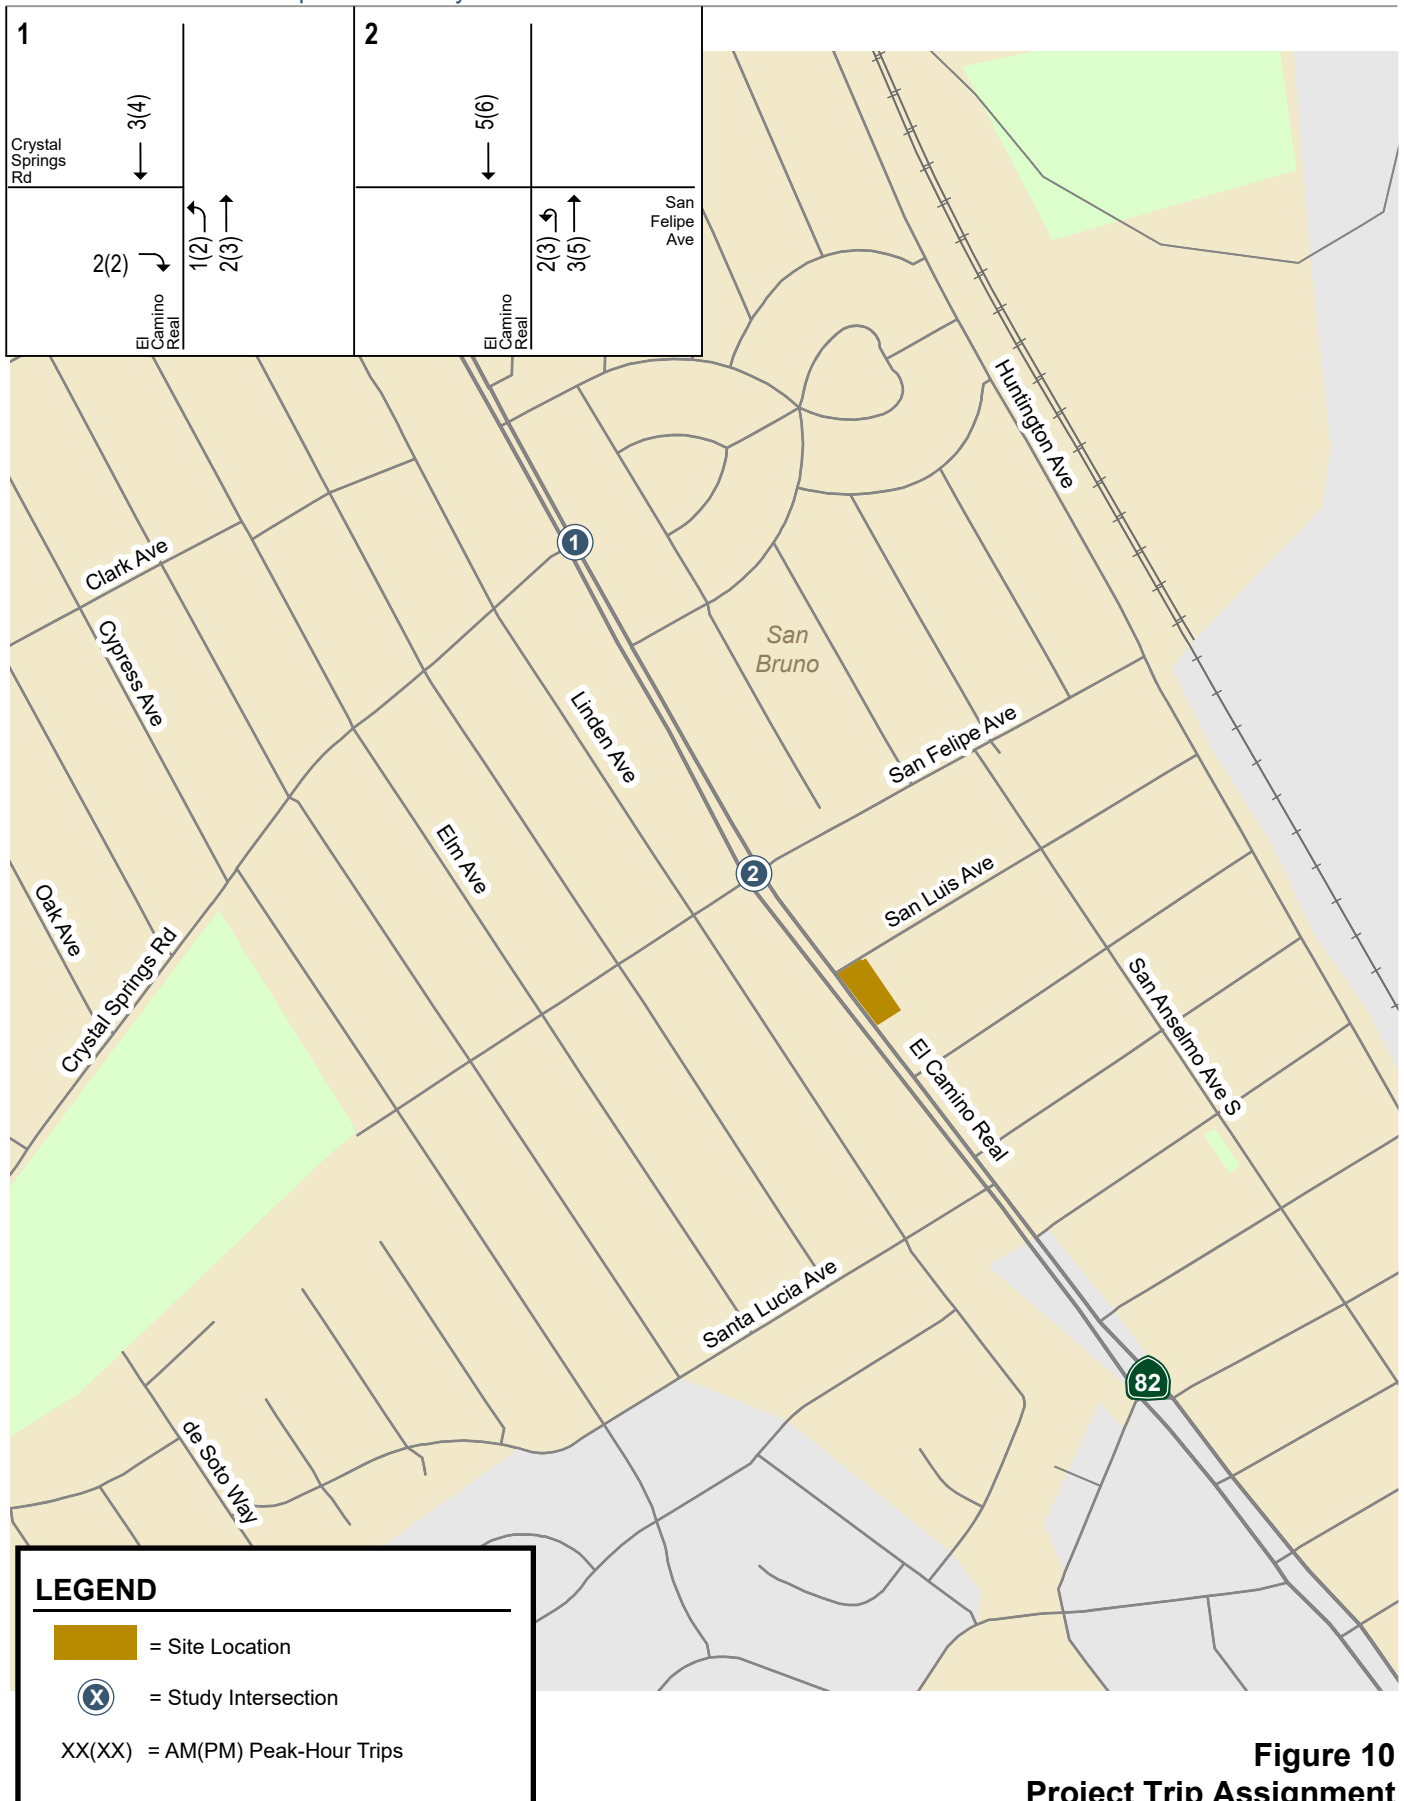 1
3(4)
Crystal
Springs
Rd
2(2)
1(2)
2(3)
El
Camino
Real
2
5(6)
San
Felipe
Ave
2(3)
3(5)
El
Camino
Real
Huntington Ave
1
Clark Ave
Cypress Ave
San
Bruno
Linden Ave
San Felipe Ave
Elm Ave
2
San Luis Ave
Oak Ave
Crystal Springs Rd
San Anselmo Ave S
El Camino Real
Santa Lucia Ave
82
de Soto Way
LEGEND
= Site Location
X = Study Intersection
XX(XX) = AM(PM) Peak-Hour Trips
Figure 10
Project Trip Assignment